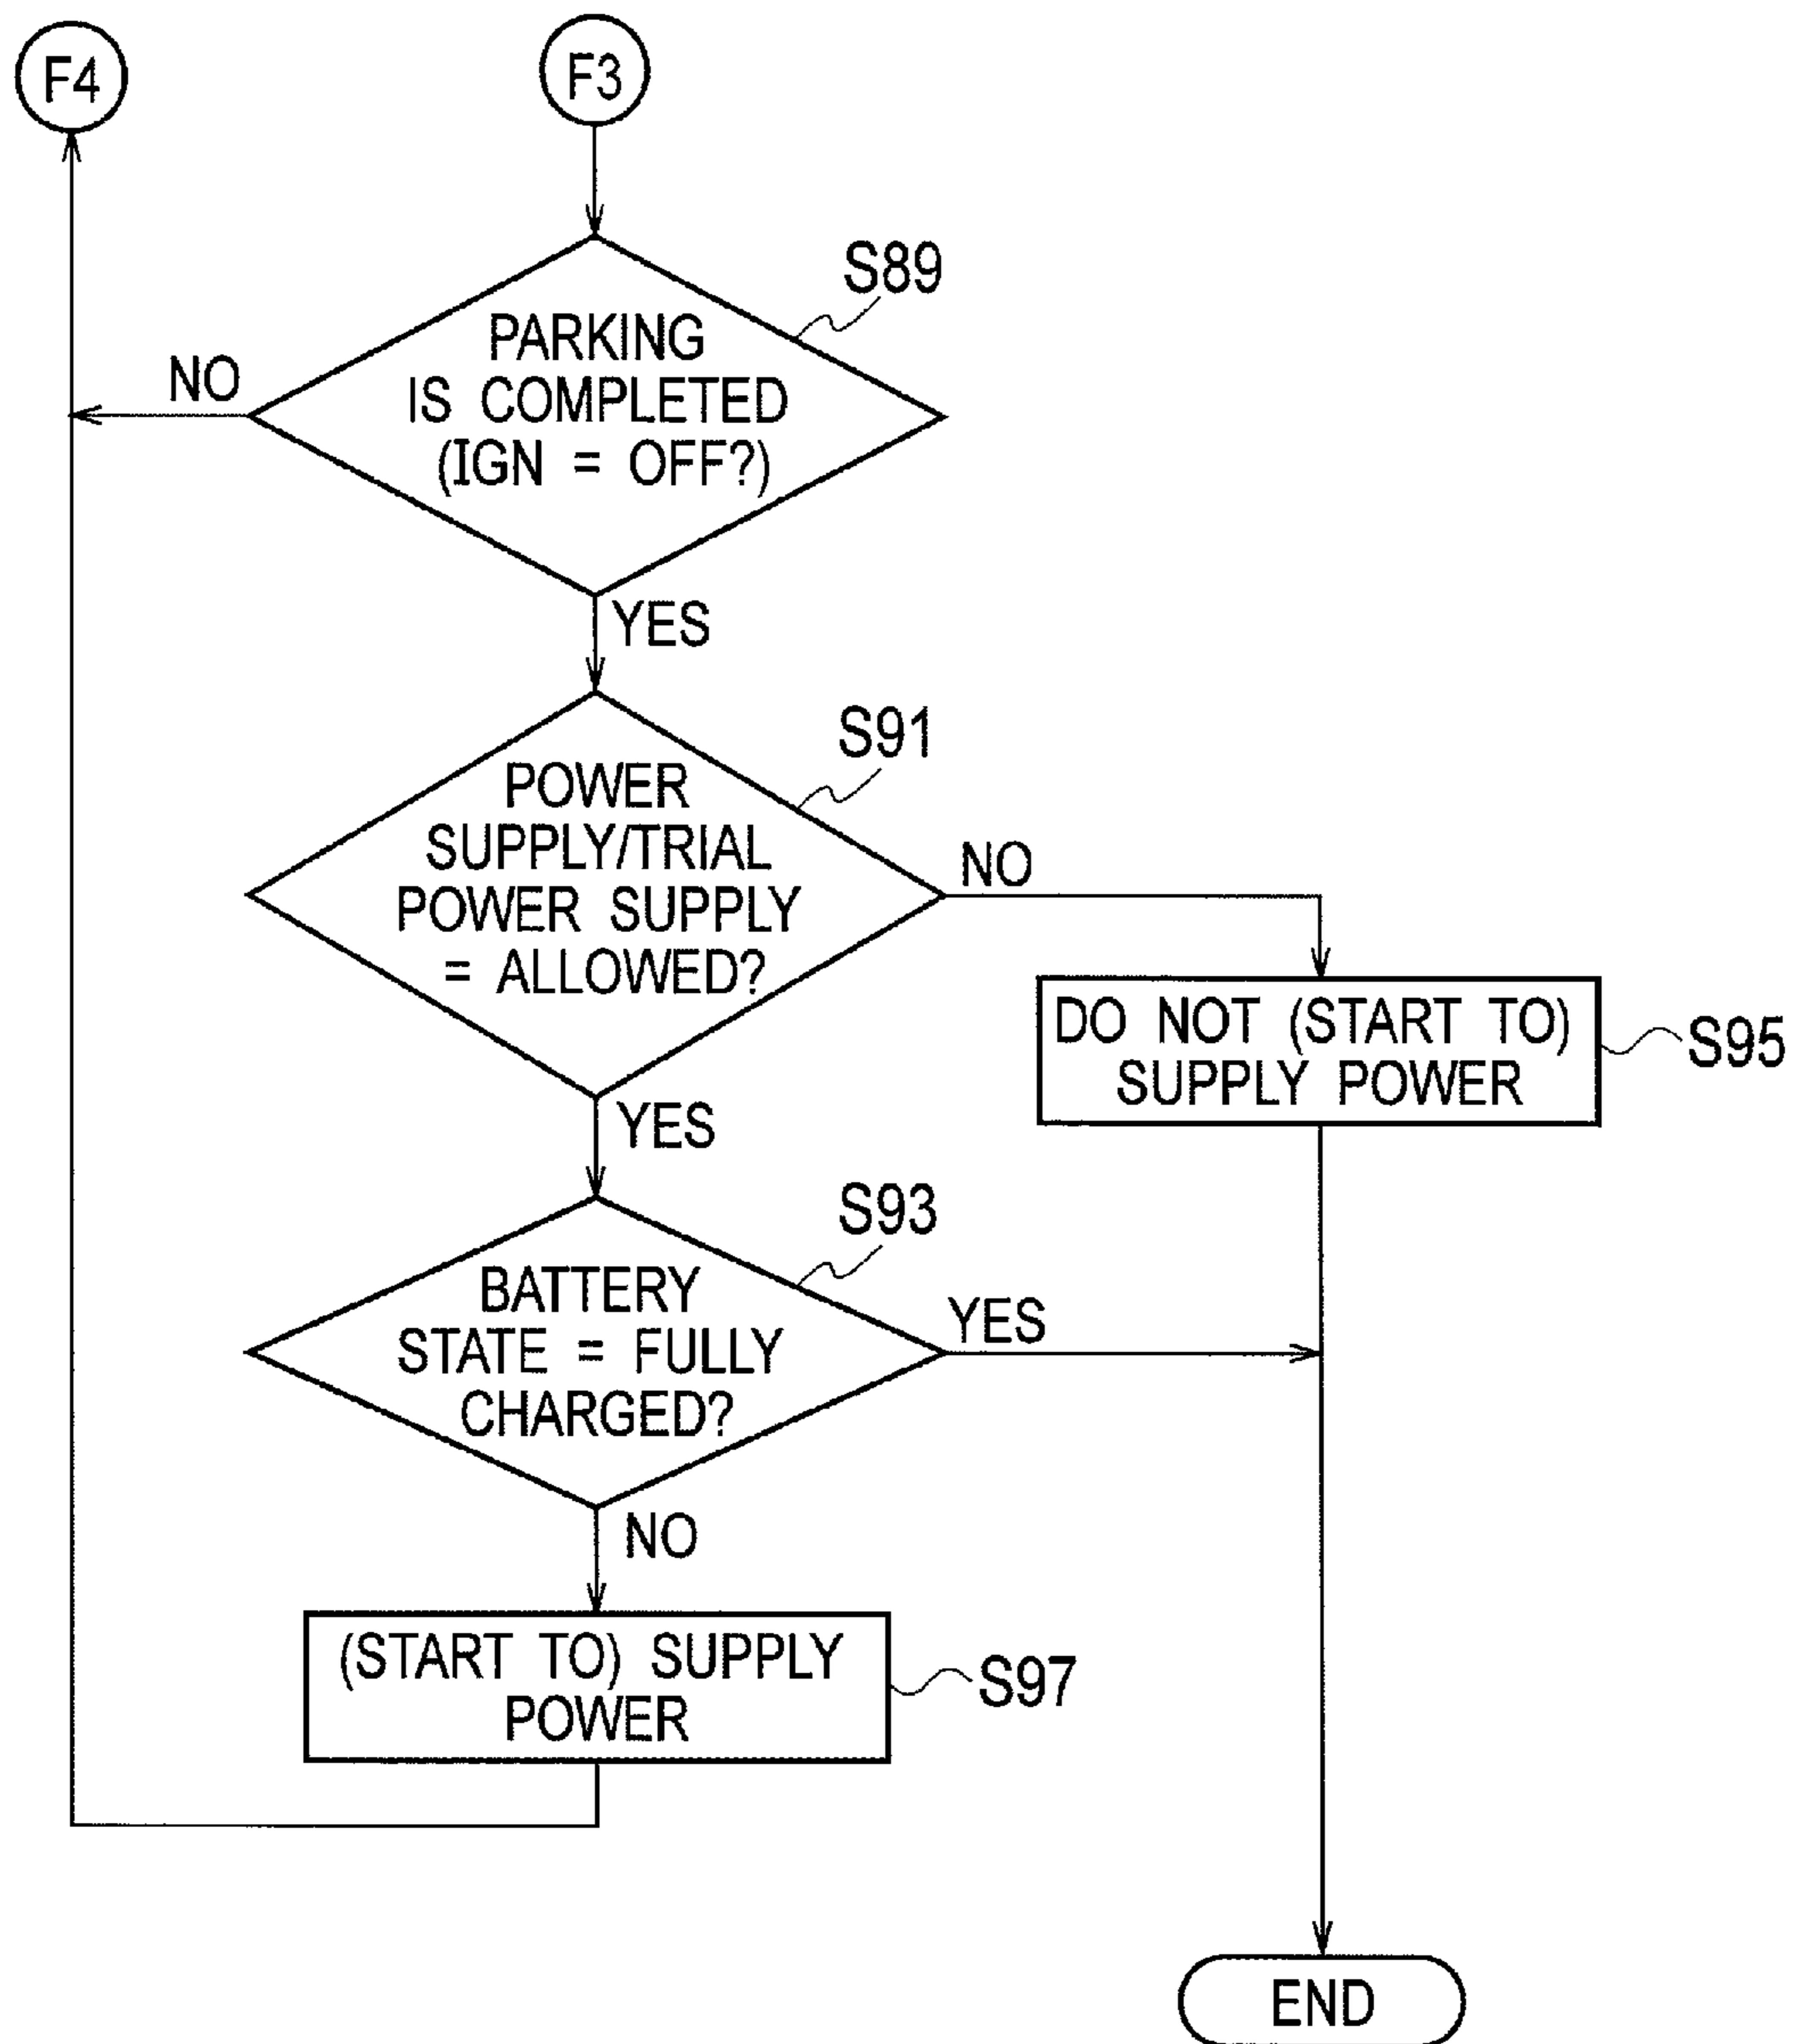 F4
F3
S89
PARKING
IS COMPLETED
(IGN = OFF?)
NO
YES
S91
POWER
SUPPLY/TRIAL
POWER SUPPLY
= ALLOWED?
NO
DO NOT (START TO)
SUPPLY POWER
S95
YES
S93
BATTERY
STATE = FULLY
CHARGED?
YES
NO
(START TO) SUPPLY
POWER
S97
END